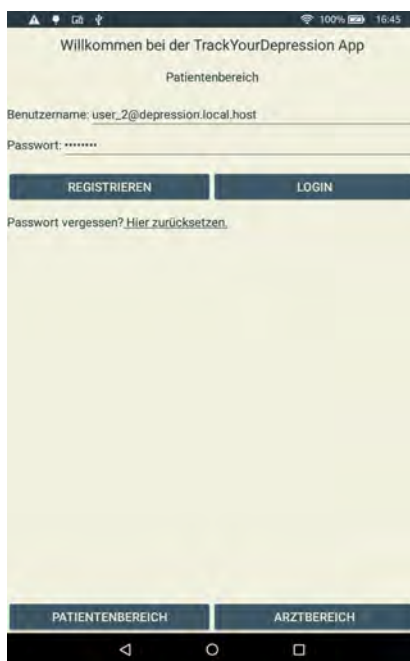 100% 16:45
Willkommen bei der TrackYourDepression App
Patientenbereich
Benutzername: user_2@depression.local.host
Passwort: ••••••••
REGISTRIEREN LOGIN
Passwort vergessen? Hier zurücksetzen.
PATIENTENBEREICH ARZTBEREICH